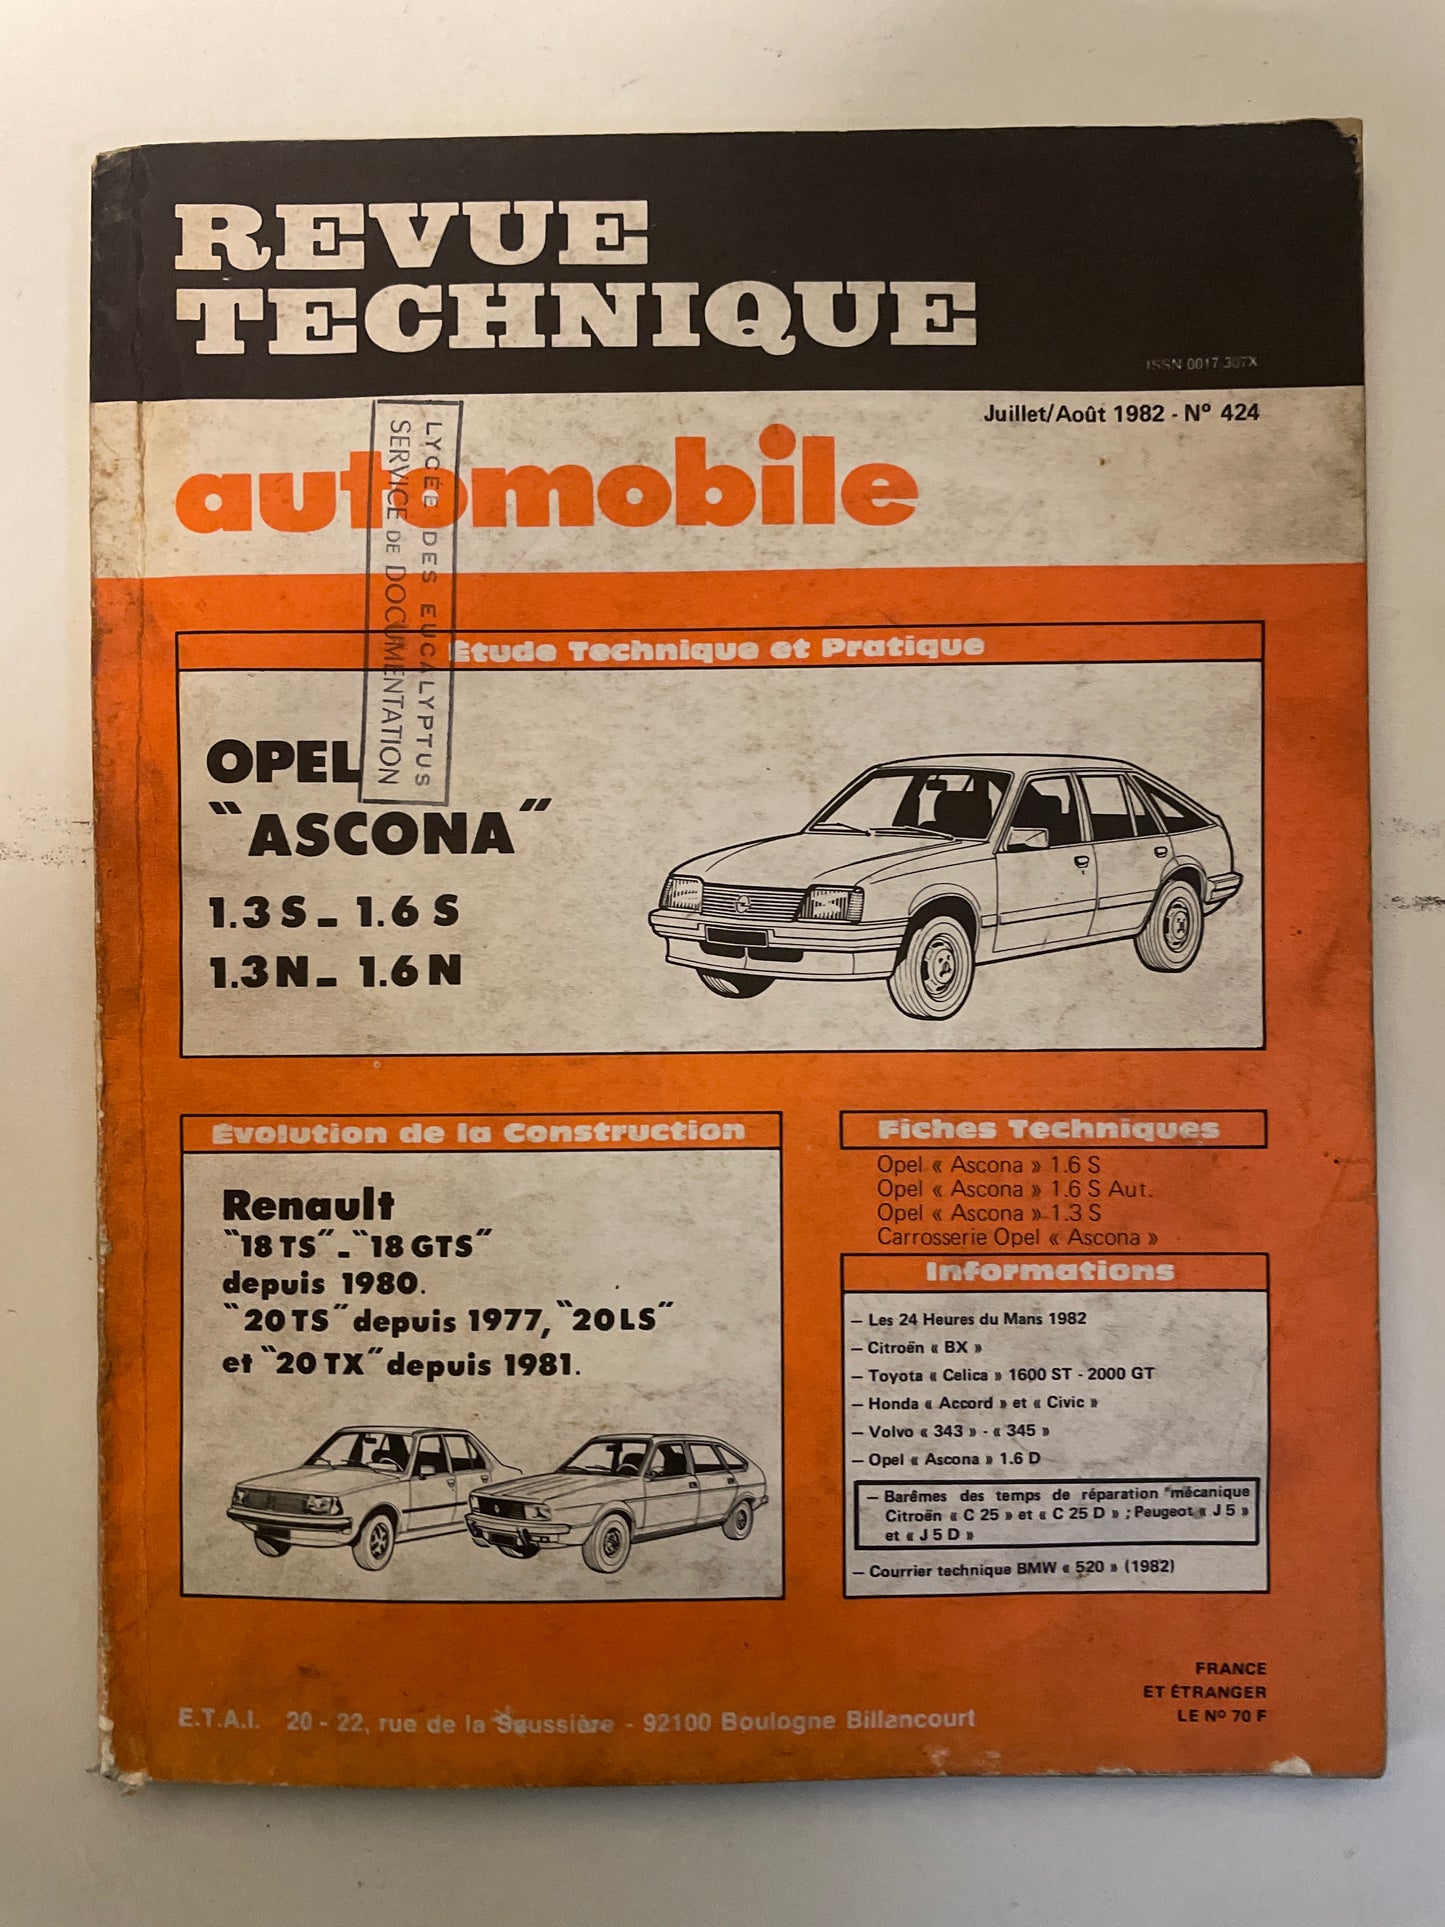 REVUE
TECHNIQUE
ISSN 0017 307X
Juillet/Août 1982 - Nº 424
automobile
LYCÉE DES EUCALYPTUS
SERVICE DE DOCUMENTATION
Étude Technique et Pratique
OPEL
"ASCONA"
1.3 S - 1.6 S
1.3 N - 1.6 N
Évolution de la Construction
Renault
"18 TS" - "18 GTS"
depuis 1980.
"20 TS" depuis 1977, "20 LS"
et "20 TX" depuis 1981.
Fiches Techniques
Opel « Ascona » 1.6 S
Opel « Ascona » 1.6 S Aut.
Opel « Ascona » 1.3 S
Carrosserie Opel « Ascona »
Informations
— Les 24 Heures du Mans 1982
— Citroën « BX »
— Toyota « Celica » 1600 ST - 2000 GT
— Honda « Accord » et « Civic »
— Volvo « 343 » - « 345 »
— Opel « Ascona » 1.6 D
— Barêmes des temps de réparation mécanique
Citroën « C 25 » et « C 25 D » ; Peugeot « J 5 »
et « J 5 D »
— Courrier technique BMW « 520 » (1982)
FRANCE
ET ÉTRANGER
LE Nº 70 F
E.T.A.I. 20 - 22, rue de la Saussière - 92100 Boulogne Billancourt